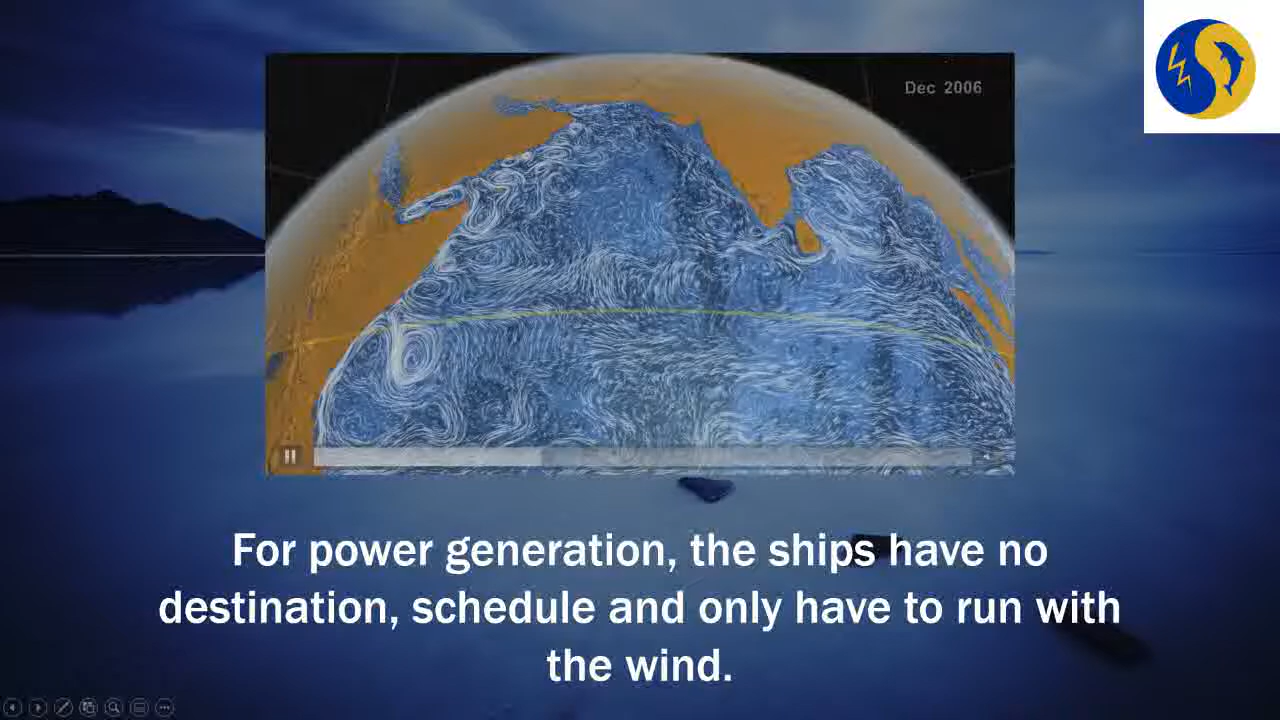 Dec 2006
For power generation, the ships have no
destination, schedule and only have to run with
the wind.